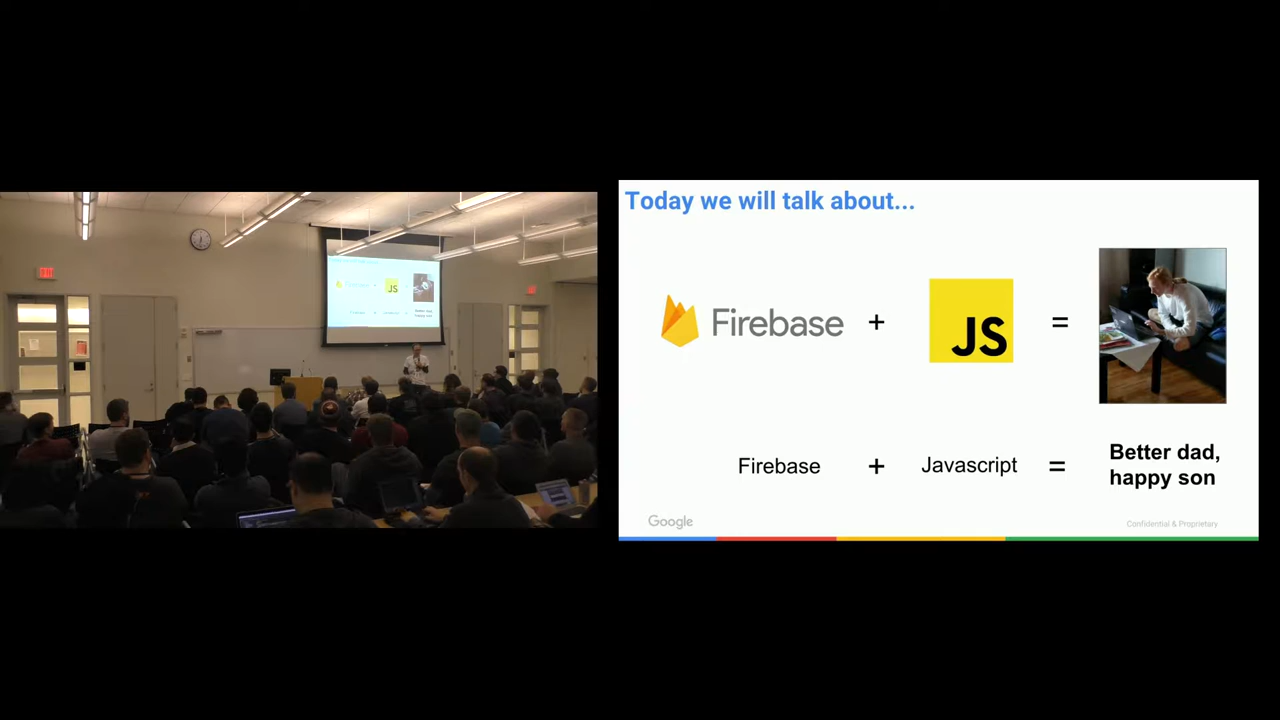 Today we will talk about...
Firebase + JS =
Firebase + Javascript = Better dad,
happy son
Google
Confidential & Proprietary